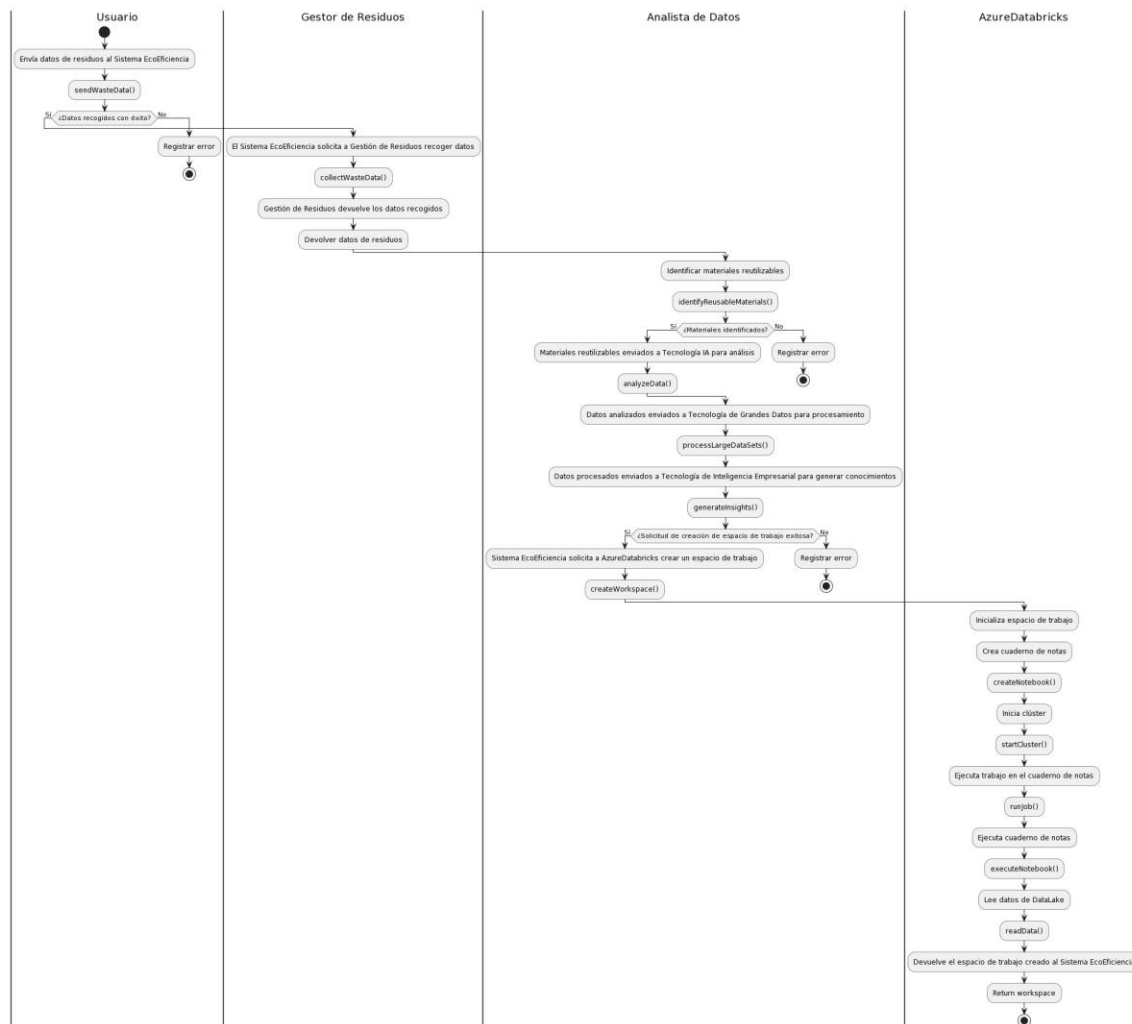 Usuario
Gestor de Residuos
Analista de Datos
AzureDatabricks
Envía datos de residuos al Sistema EcoEficiencia
sendWasteData()
Sí
¿Datos recogidos con éxito?
No
Registrar error
El Sistema EcoEficiencia solicita a Gestión de Residuos recoger datos
collectWasteData()
Gestión de Residuos devuelve los datos recogidos
Devolver datos de residuos
Identificar materiales reutilizables
identifyReusableMaterials()
Sí
¿Materiales identificados?
No
Materiales reutilizables enviados a Tecnología IA para análisis
Registrar error
analyzeData()
Datos analizados enviados a Tecnología de Grandes Datos para procesamiento
processLargeDataSets()
Datos procesados enviados a Tecnología de Inteligencia Empresarial para generar conocimientos
generateInsights()
Sí
¿Solicitud de creación de espacio de trabajo exitosa?
No
Sistema EcoEficiencia solicita a AzureDatabricks crear un espacio de trabajo
Registrar error
createWorkspace()
Inicializa espacio de trabajo
Crea cuaderno de notas
createNotebook()
Inicia clúster
startCluster()
Ejecuta trabajo en el cuaderno de notas
runJob()
Ejecuta cuaderno de notas
executeNotebook()
Lee datos de DataLake
readData()
Devuelve el espacio de trabajo creado al Sistema EcoEficiencia
Return workspace